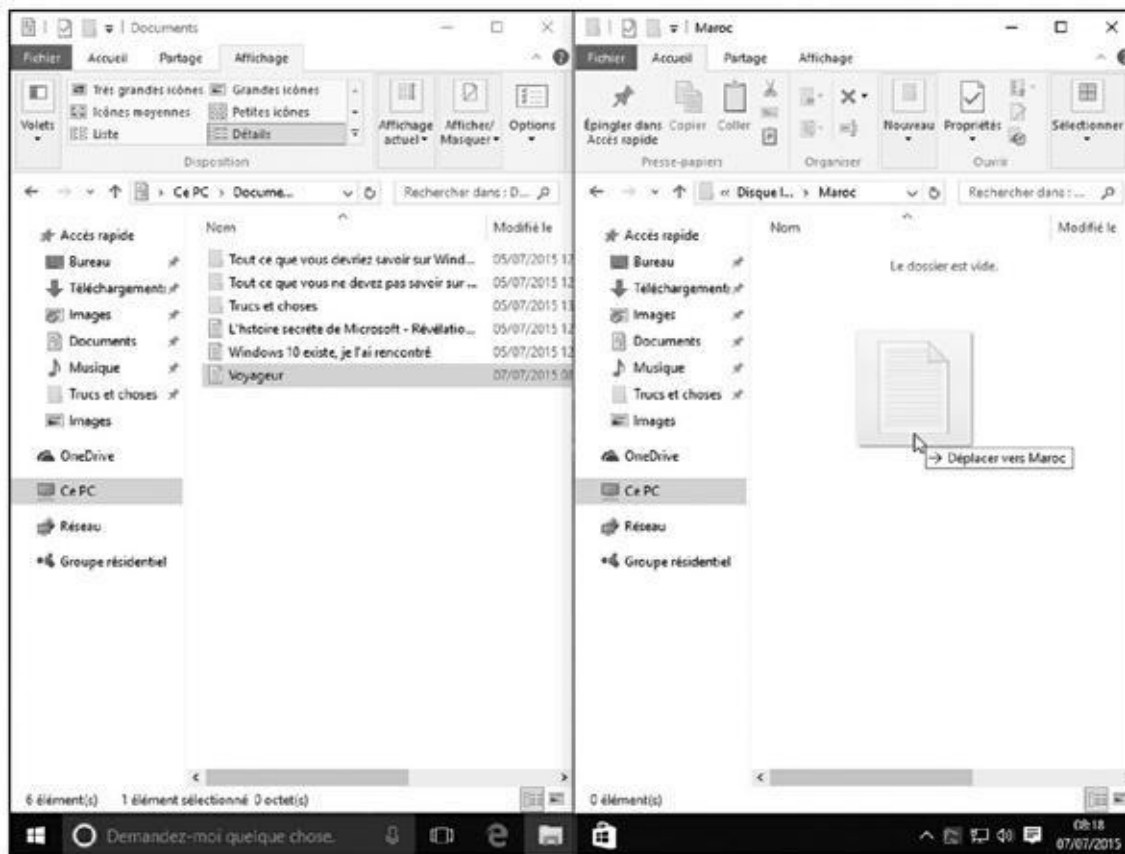 Documents
Fichier Accueil Partage Affichage
Très grandes icônes Grandes icônes
Icônes moyennes Petites icônes
Liste Détails
Volets
Affichage actuel
Afficher/ Masquer
Options
Disposition
Ce PC > Docume...
Rechercher dans : D...
Nom Modifié le
Accès rapide
Bureau
Téléchargements
Images
Documents
Musique
Trucs et choses
Images
OneDrive
Ce PC
Réseau
Groupe résidentiel
Tout ce que vous devriez savoir sur Wind... 05/07/2015 12
Tout ce que vous ne devez pas savoir sur ... 05/07/2015 12
Trucs et choses 05/07/2015 13
L'histoire secrète de Microsoft - Révélatio... 05/07/2015 12
Windows 10 existe, je l'ai rencontré 05/07/2015 12
Voyageur 07/07/2015 08
6 élément(s) 1 élément sélectionné 0 octet(s)
Maroc
Fichier Accueil Partage Affichage
Épingler dans Accès rapide
Copier
Coller
Nouveau
Propriétés
Sélectionner
Presse-papiers Organiser Ouvrir
« Disque l... > Maroc
Rechercher dans : ...
Nom Modifié le
Le dossier est vide.
Accès rapide
Bureau
Téléchargements
Images
Documents
Musique
Trucs et choses
Images
OneDrive
Ce PC
Réseau
Groupe résidentiel
→ Déplacer vers Maroc
0 élément(s)
Demandez-moi quelque chose.
08:18
07/07/2015